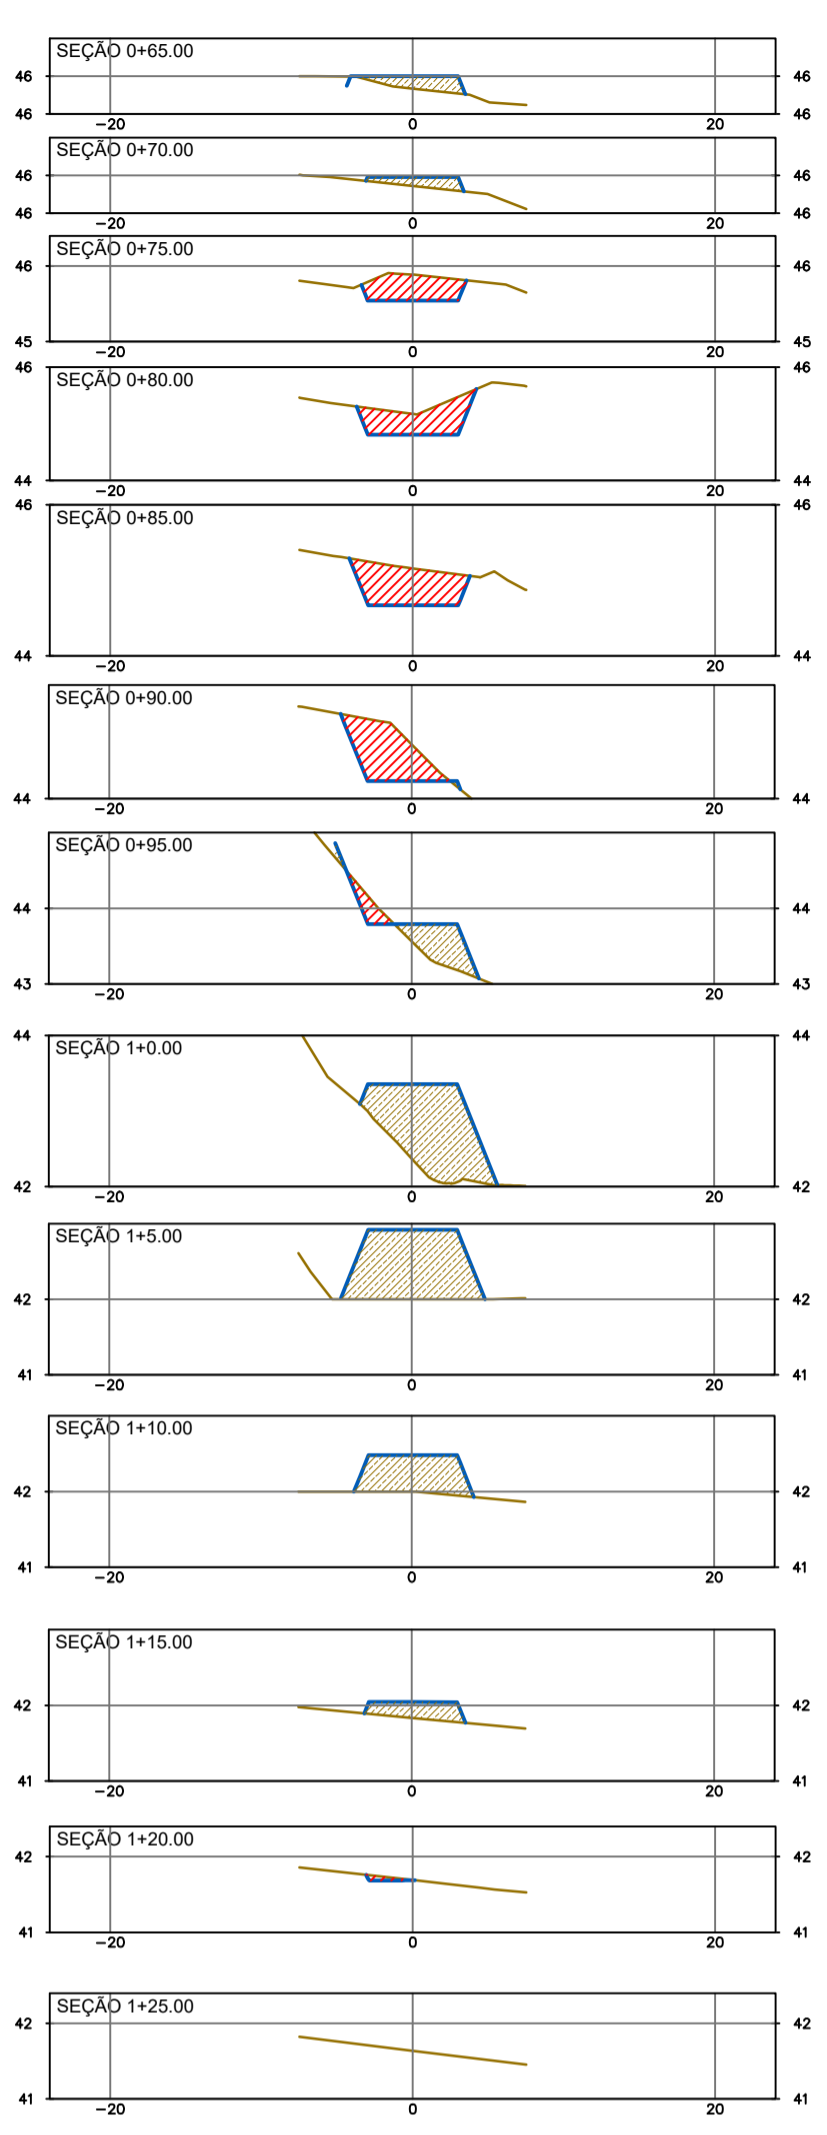 SEÇÃO 0+65.00
46 46
46 46
−20 0 20
SEÇÃO 0+70.00
46 46
46 46
−20 0 20
SEÇÃO 0+75.00
46 46
45 45
−20 0 20
46 46
SEÇÃO 0+80.00
44 44
−20 0 20
46 46
SEÇÃO 0+85.00
44 44
−20 0 20
SEÇÃO 0+90.00
44 44
−20 0 20
SEÇÃO 0+95.00
44 44
43 43
−20 0 20
44 44
SEÇÃO 1+0.00
42 42
−20 0 20
SEÇÃO 1+5.00
42 42
41 41
−20 0 20
SEÇÃO 1+10.00
42 42
41 41
−20 0 20
SEÇÃO 1+15.00
42 42
41 41
−20 0 20
SEÇÃO 1+20.00
42 42
41 41
−20 0 20
SEÇÃO 1+25.00
42 42
41 41
−20 0 20